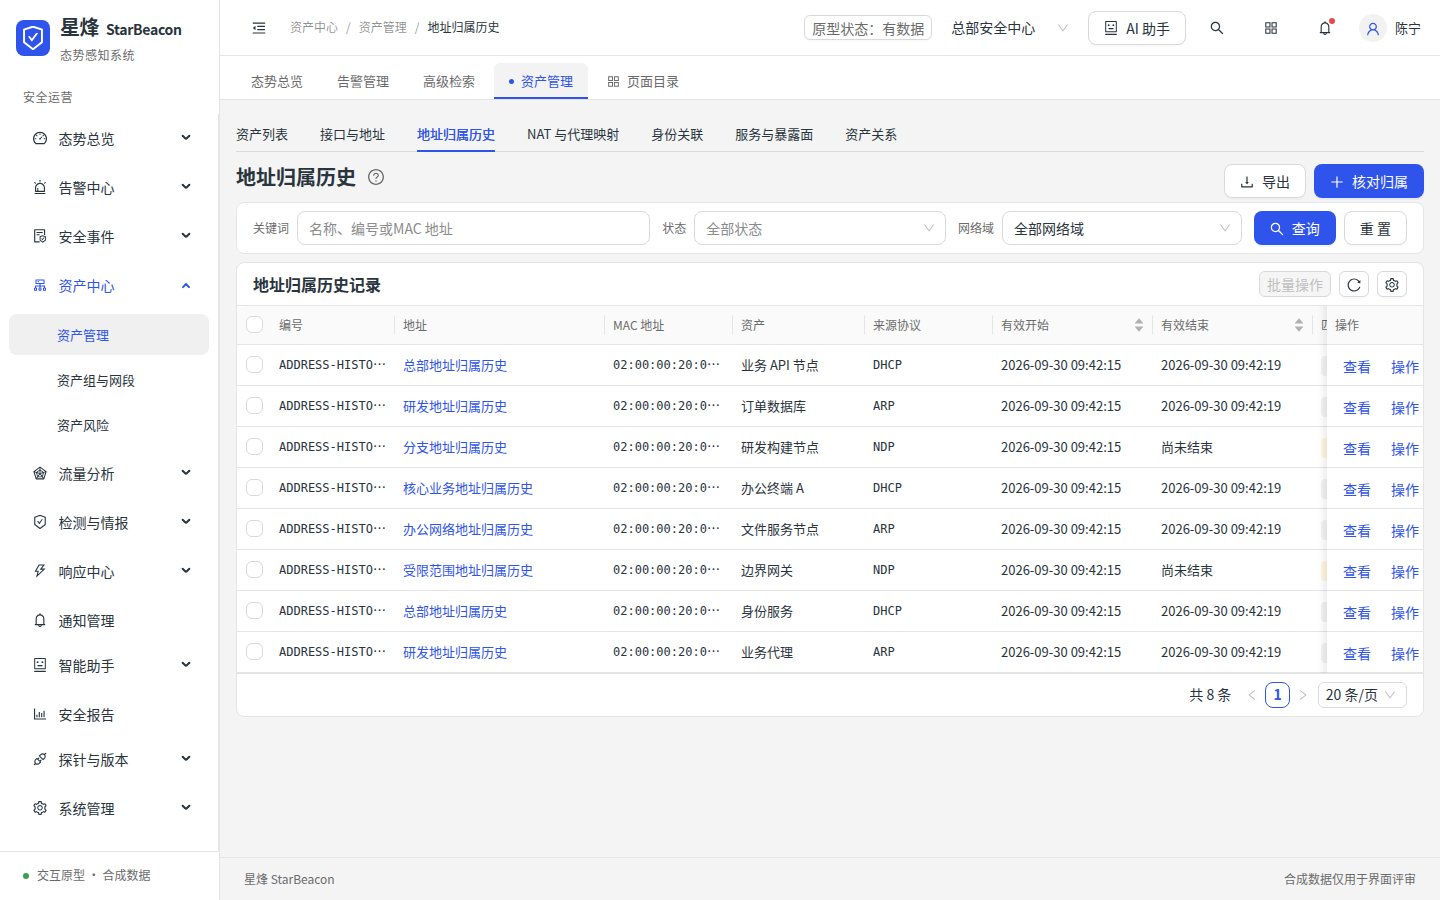 星烽 StarBeacon
态势感知系统
安全运营
态势总览
告警中心
安全事件
资产中心
资产管理
资产组与网段
资产风险
流量分析
检测与情报
响应中心
通知管理
智能助手
安全报告
探针与版本
系统管理
交互原型 · 合成数据
资产中心 / 资产管理 / 地址归属历史
原型状态：有数据
总部安全中心
AI 助手
陈宁
态势总览
告警管理
高级检索
资产管理
页面目录
资产列表
接口与地址
地址归属历史
NAT 与代理映射
身份关联
服务与暴露面
资产关系
地址归属历史
导出
核对归属
关键词 名称、编号或MAC 地址
状态 全部状态
网络域 全部网络域
查询
重 置
地址归属历史记录
批量操作
编号 地址 MAC 地址 资产 来源协议 有效开始 有效结束 操作
ADDRESS-HISTO··· 总部地址归属历史 02:00:00:20:0··· 业务 API 节点 DHCP 2026-09-30 09:42:15 2026-09-30 09:42:19 查看 操作
ADDRESS-HISTO··· 研发地址归属历史 02:00:00:20:0··· 订单数据库 ARP 2026-09-30 09:42:15 2026-09-30 09:42:19 查看 操作
ADDRESS-HISTO··· 分支地址归属历史 02:00:00:20:0··· 研发构建节点 NDP 2026-09-30 09:42:15 尚未结束 查看 操作
ADDRESS-HISTO··· 核心业务地址归属历史 02:00:00:20:0··· 办公终端 A DHCP 2026-09-30 09:42:15 2026-09-30 09:42:19 查看 操作
ADDRESS-HISTO··· 办公网络地址归属历史 02:00:00:20:0··· 文件服务节点 ARP 2026-09-30 09:42:15 2026-09-30 09:42:19 查看 操作
ADDRESS-HISTO··· 受限范围地址归属历史 02:00:00:20:0··· 边界网关 NDP 2026-09-30 09:42:15 尚未结束 查看 操作
ADDRESS-HISTO··· 总部地址归属历史 02:00:00:20:0··· 身份服务 DHCP 2026-09-30 09:42:15 2026-09-30 09:42:19 查看 操作
ADDRESS-HISTO··· 研发地址归属历史 02:00:00:20:0··· 业务代理 ARP 2026-09-30 09:42:15 2026-09-30 09:42:19 查看 操作
共 8 条 < 1 > 20 条/页
星烽 StarBeacon
合成数据仅用于界面评审